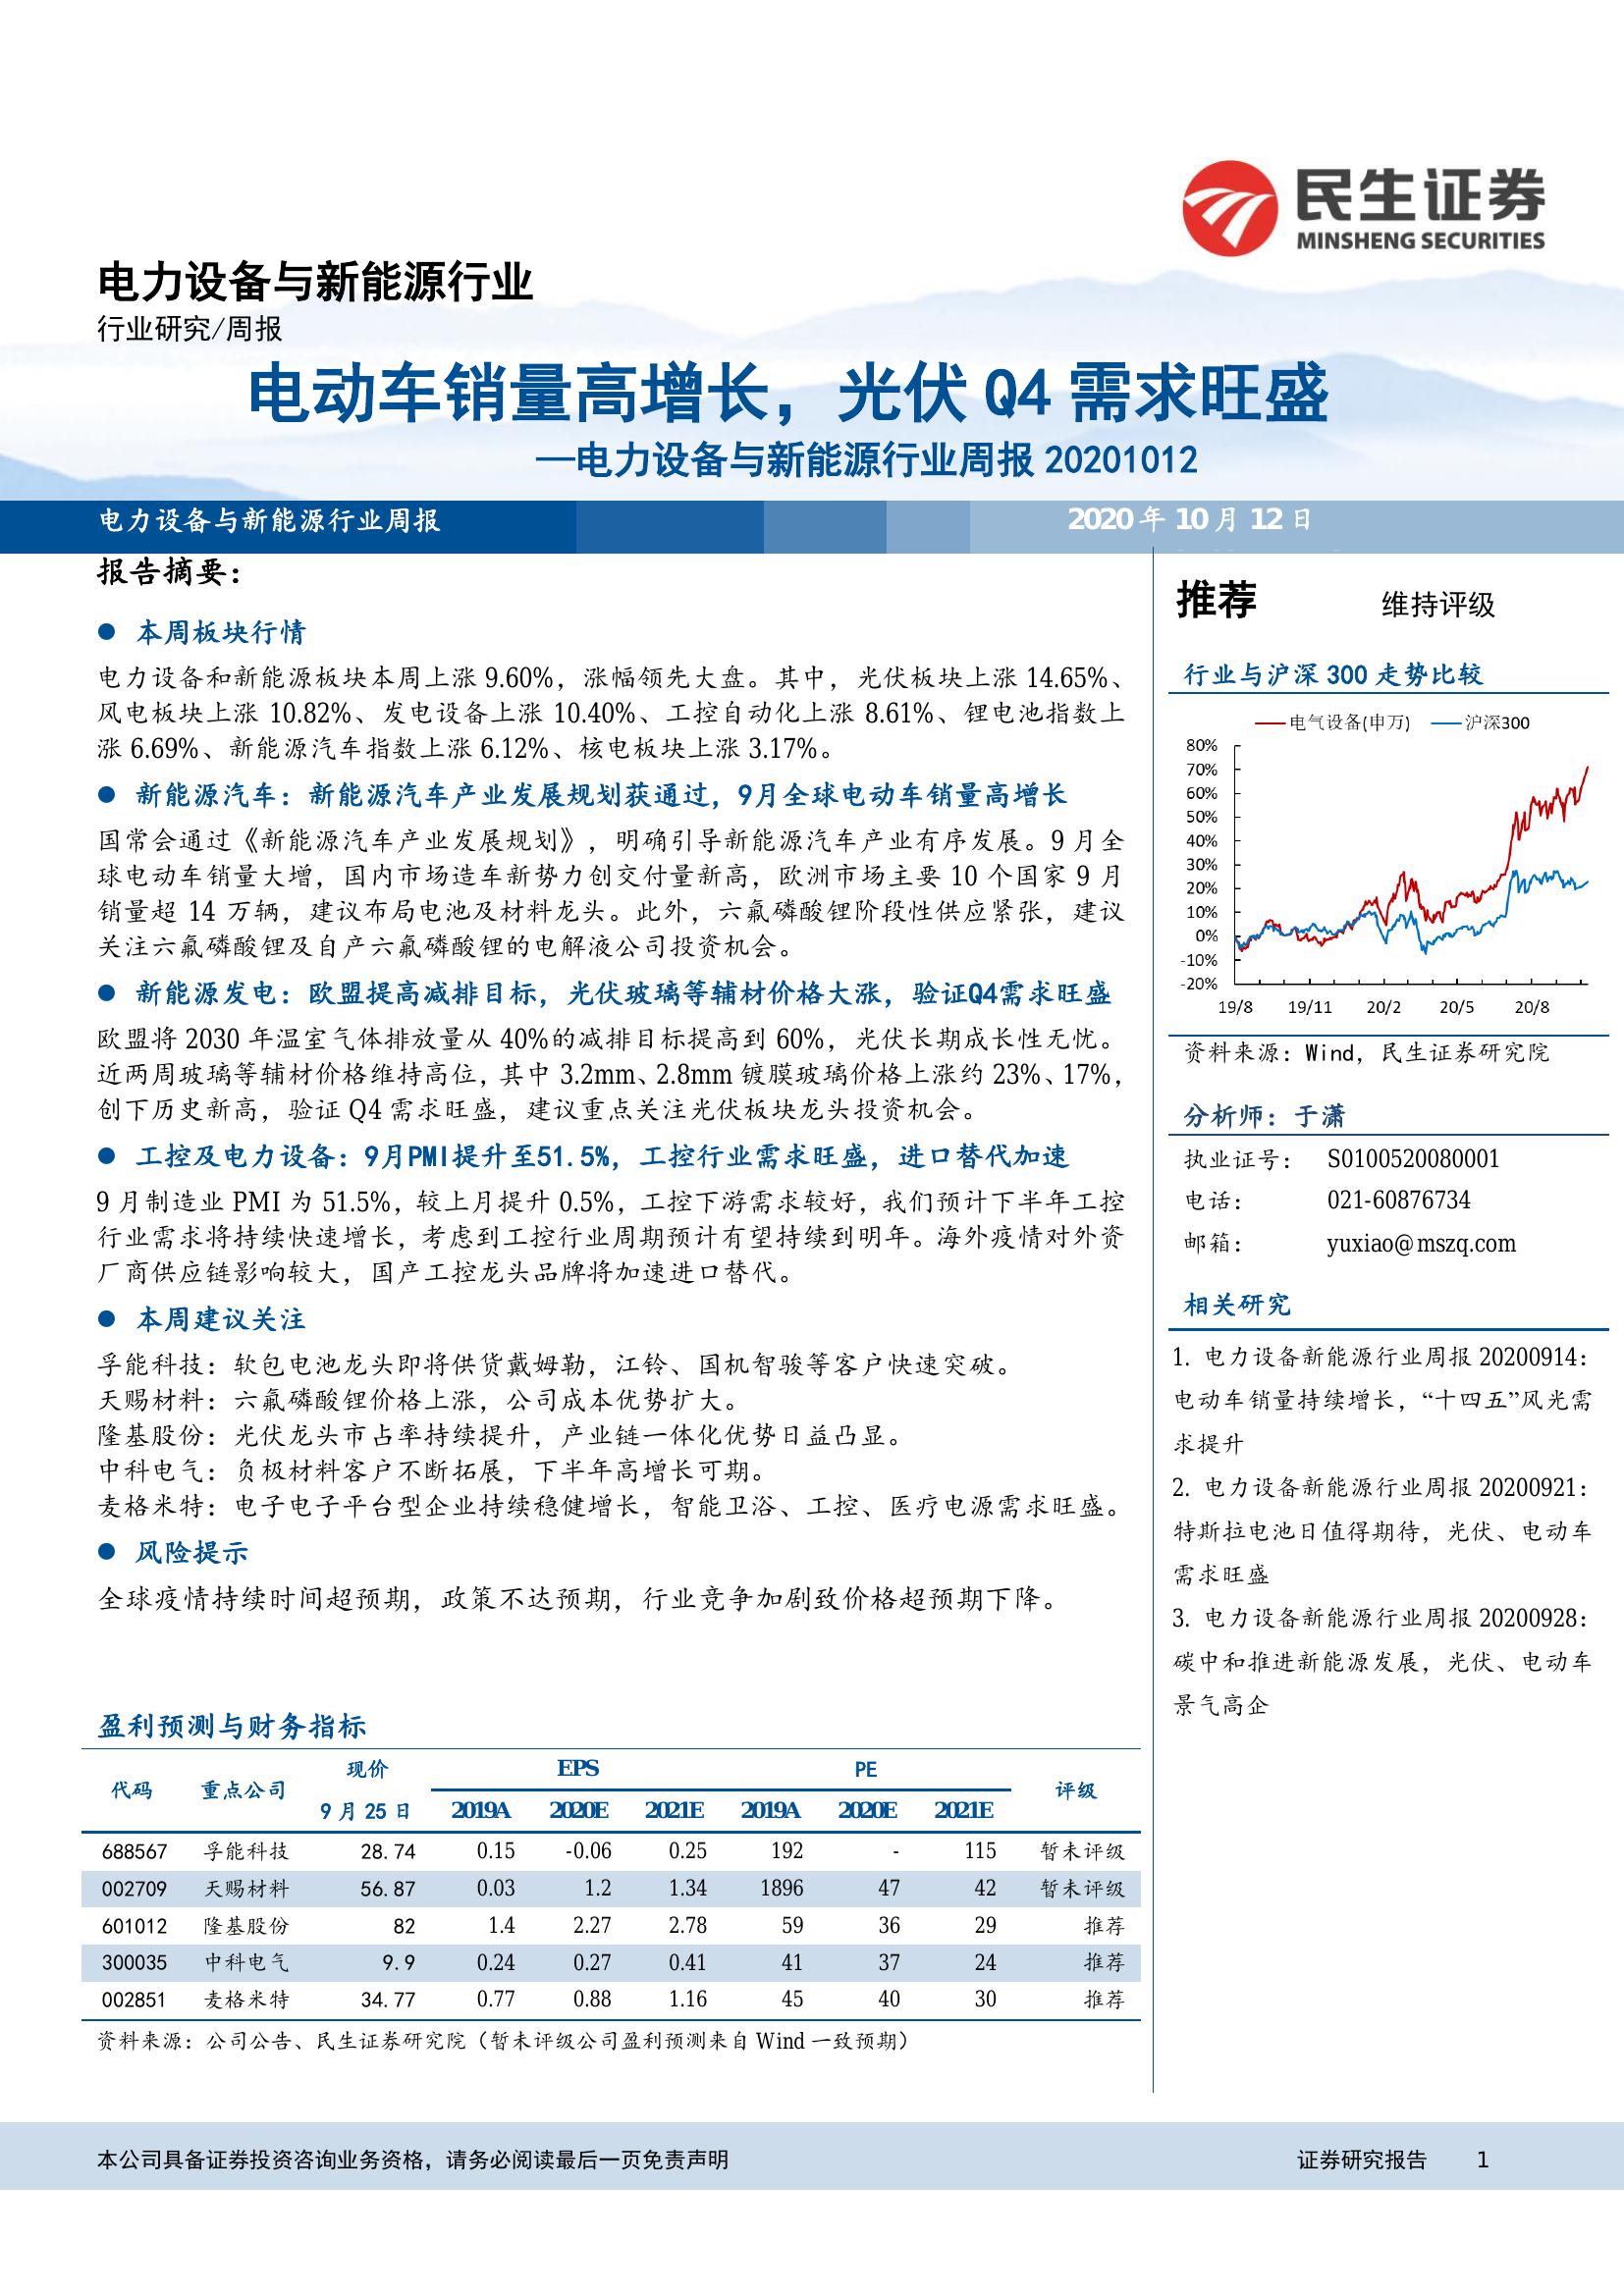 民生证券
MINSHENG SECURITIES
电力设备与新能源行业
行业研究/周报
电动车销量高增长，光伏 Q4 需求旺盛
—电力设备与新能源行业周报 20201012
电力设备与新能源行业周报
2020 年 10 月 12 日
报告摘要：
● 本周板块行情
电力设备和新能源板块本周上涨 9.60%，涨幅领先大盘。其中，光伏板块上涨 14.65%、
风电板块上涨 10.82%、发电设备上涨 10.40%、工控自动化上涨 8.61%、锂电池指数上
涨 6.69%、新能源汽车指数上涨 6.12%、核电板块上涨 3.17%。
● 新能源汽车：新能源汽车产业发展规划获通过，9月全球电动车销量高增长
国常会通过《新能源汽车产业发展规划》，明确引导新能源汽车产业有序发展。9 月全
球电动车销量大增，国内市场造车新势力创交付量新高，欧洲市场主要 10 个国家 9 月
销量超 14 万辆，建议布局电池及材料龙头。此外，六氟磷酸锂阶段性供应紧张，建议
关注六氟磷酸锂及自产六氟磷酸锂的电解液公司投资机会。
● 新能源发电：欧盟提高减排目标，光伏玻璃等辅材价格大涨，验证Q4需求旺盛
欧盟将 2030 年温室气体排放量从 40%的减排目标提高到 60%，光伏长期成长性无忧。
近两周玻璃等辅材价格维持高位，其中 3.2mm、2.8mm 镀膜玻璃价格上涨约 23%、17%，
创下历史新高，验证 Q4 需求旺盛，建议重点关注光伏板块龙头投资机会。
● 工控及电力设备：9月PMI提升至51.5%，工控行业需求旺盛，进口替代加速
9 月制造业 PMI 为 51.5%，较上月提升 0.5%，工控下游需求较好，我们预计下半年工控
行业需求将持续快速增长，考虑到工控行业周期预计有望持续到明年。海外疫情对外资
厂商供应链影响较大，国产工控龙头品牌将加速进口替代。
● 本周建议关注
孚能科技：软包电池龙头即将供货戴姆勒，江铃、国机智骏等客户快速突破。
天赐材料：六氟磷酸锂价格上涨，公司成本优势扩大。
隆基股份：光伏龙头市占率持续提升，产业链一体化优势日益凸显。
中科电气：负极材料客户不断拓展，下半年高增长可期。
麦格米特：电子电子平台型企业持续稳健增长，智能卫浴、工控、医疗电源需求旺盛。
● 风险提示
全球疫情持续时间超预期，政策不达预期，行业竞争加剧致价格超预期下降。
盈利预测与财务指标
代码 重点公司 现价 EPS PE 评级
9 月 25 日 2019A 2020E 2021E 2019A 2020E 2021E
688567 孚能科技 28.74 0.15 -0.06 0.25 192 - 115 暂未评级
002709 天赐材料 56.87 0.03 1.2 1.34 1896 47 42 暂未评级
601012 隆基股份 82 1.4 2.27 2.78 59 36 29 推荐
300035 中科电气 9.9 0.24 0.27 0.41 41 37 24 推荐
002851 麦格米特 34.77 0.77 0.88 1.16 45 40 30 推荐
资料来源：公司公告、民生证券研究院（暂未评级公司盈利预测来自 Wind 一致预期）
推荐 维持评级
行业与沪深 300 走势比较
电气设备(申万) 沪深300
80%
70%
60%
50%
40%
30%
20%
10%
0%
-10%
-20%
19/8 19/11 20/2 20/5 20/8
资料来源：Wind，民生证券研究院
分析师：于潇
执业证号： S0100520080001
电话： 021-60876734
邮箱： yuxiao@mszq.com
相关研究
1. 电力设备新能源行业周报 20200914：
电动车销量持续增长，“十四五”风光需
求提升
2. 电力设备新能源行业周报 20200921：
特斯拉电池日值得期待，光伏、电动车
需求旺盛
3. 电力设备新能源行业周报 20200928：
碳中和推进新能源发展，光伏、电动车
景气高企
本公司具备证券投资咨询业务资格，请务必阅读最后一页免责声明
证券研究报告 1